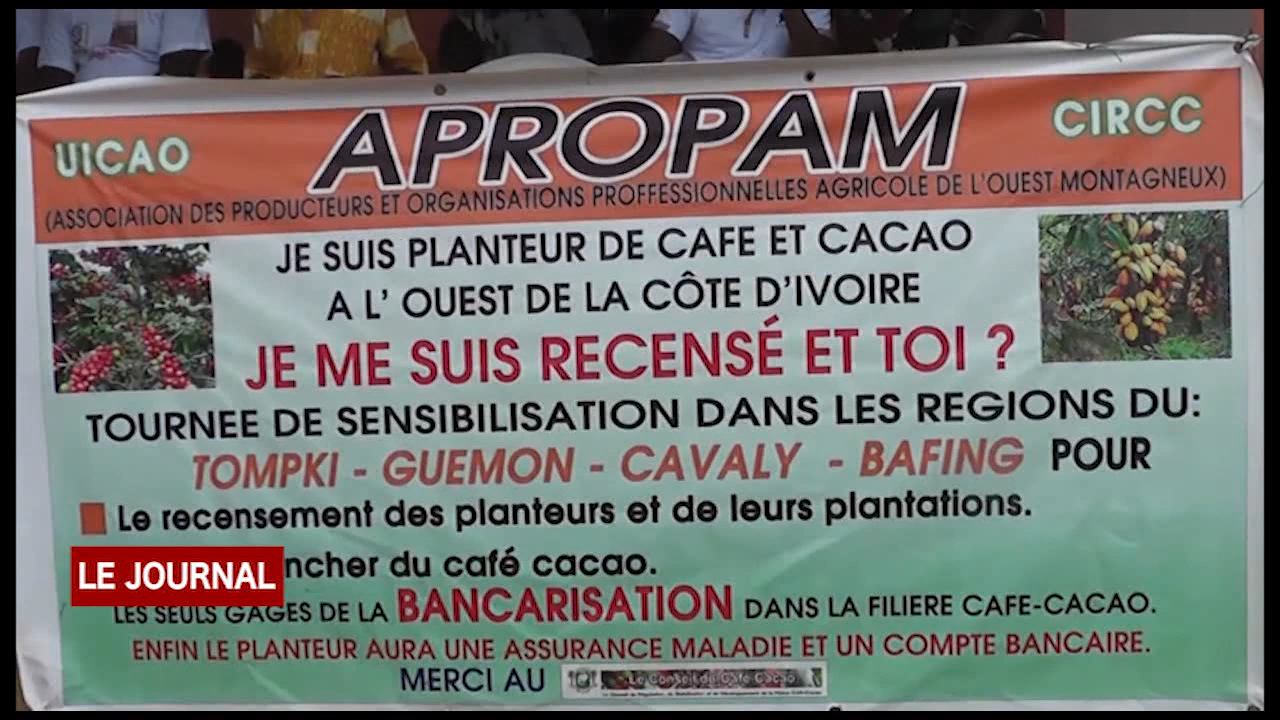 UICAO
APROPAM
CIRCC
(ASSOCIATION DES PRODUCTEURS ET ORGANISATIONS PROFFESSIONNELLES AGRICOLE DE L'OUEST MONTAGNEUX)
JE SUIS PLANTEUR DE CAFE ET CACAO
A L' OUEST DE LA CÔTE D'IVOIRE
JE ME SUIS RECENSÉ ET TOI ?
TOURNEE DE SENSIBILISATION DANS LES REGIONS DU:
TOMPKI - GUEMON - CAVALY - BAFING POUR
Le recensement des planteurs et de leurs plantations.
LE JOURNAL
ncher du café cacao.
LES SEULS GAGES DE LA BANCARISATION DANS LA FILIERE CAFE-CACAO.
ENFIN LE PLANTEUR AURA UNE ASSURANCE MALADIE ET UN COMPTE BANCAIRE.
MERCI AU Le Conseil du Café Cacao